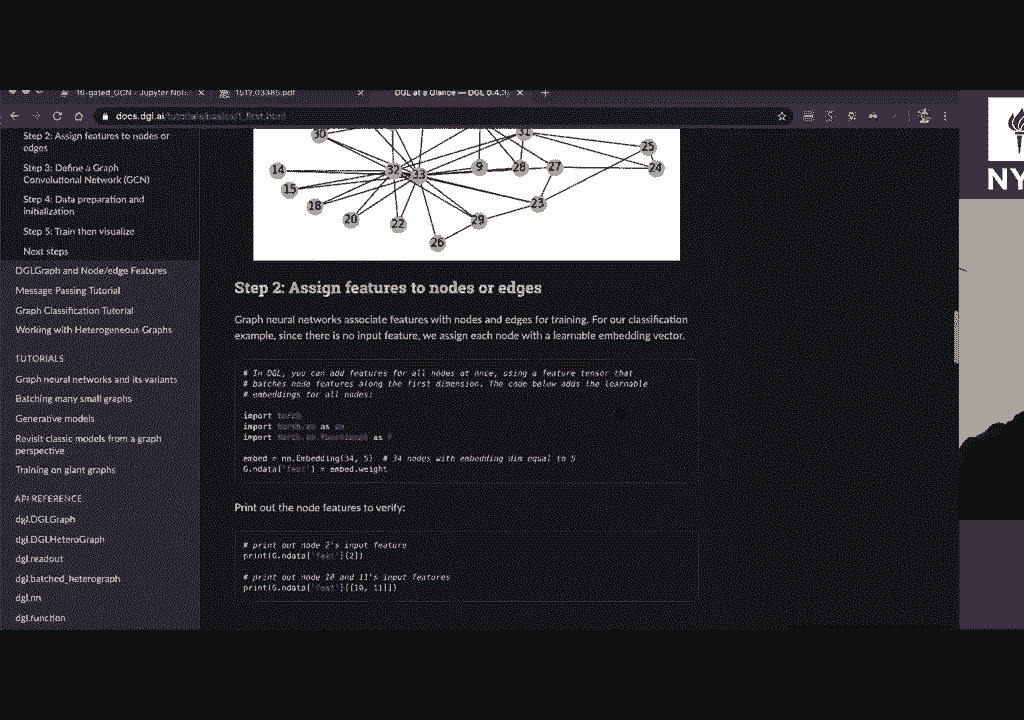 16-gated_GCN - Jupyter Not
1512.03385.pdf
DGL at a Glance — DGL 0.4.3
docs.dgl.ai/tutorials/basics/1_first.html
Step 2: Assign features to nodes or
edges
Step 3: Define a Graph
Convolutional Network (GCN)
Step 4: Data preparation and
initialization
Step 5: Train then visualize
Next steps
DGLGraph and Node/edge Features
Message Passing Tutorial
Graph Classification Tutorial
Working with Heterogeneous Graphs
TUTORIALS
Graph neural networks and its variants
Batching many small graphs
Generative models
Revisit classic models from a graph
perspective
Training on giant graphs
API REFERENCE
dgl.DGLGraph
dgl.DGLHeteroGraph
dgl.readout
dgl.batched_heterograph
dgl.nn
dgl.function
30
31
25
14
32
33
9
28
27
24
15
18
23
20
22
29
26
Step 2: Assign features to nodes or edges
Graph neural networks associate features with nodes and edges for training. For our classification
example, since there is no input feature, we assign each node with a learnable embedding vector.
# In DGL, you can add features for all nodes at once, using a feature tensor that
# batches node features along the first dimension. The code below adds the learnable
# embeddings for all nodes:
import torch
import torch.nn as nn
import torch.nn.functional as F
embed = nn.Embedding(34, 5) # 34 nodes with embedding dim equal to 5
G.ndata['feat'] = embed.weight
Print out the node features to verify:
# print out node 2's input feature
print(G.ndata['feat'][2])
# print out node 10 and 11's input features
print(G.ndata['feat'][[10, 11]])
NY